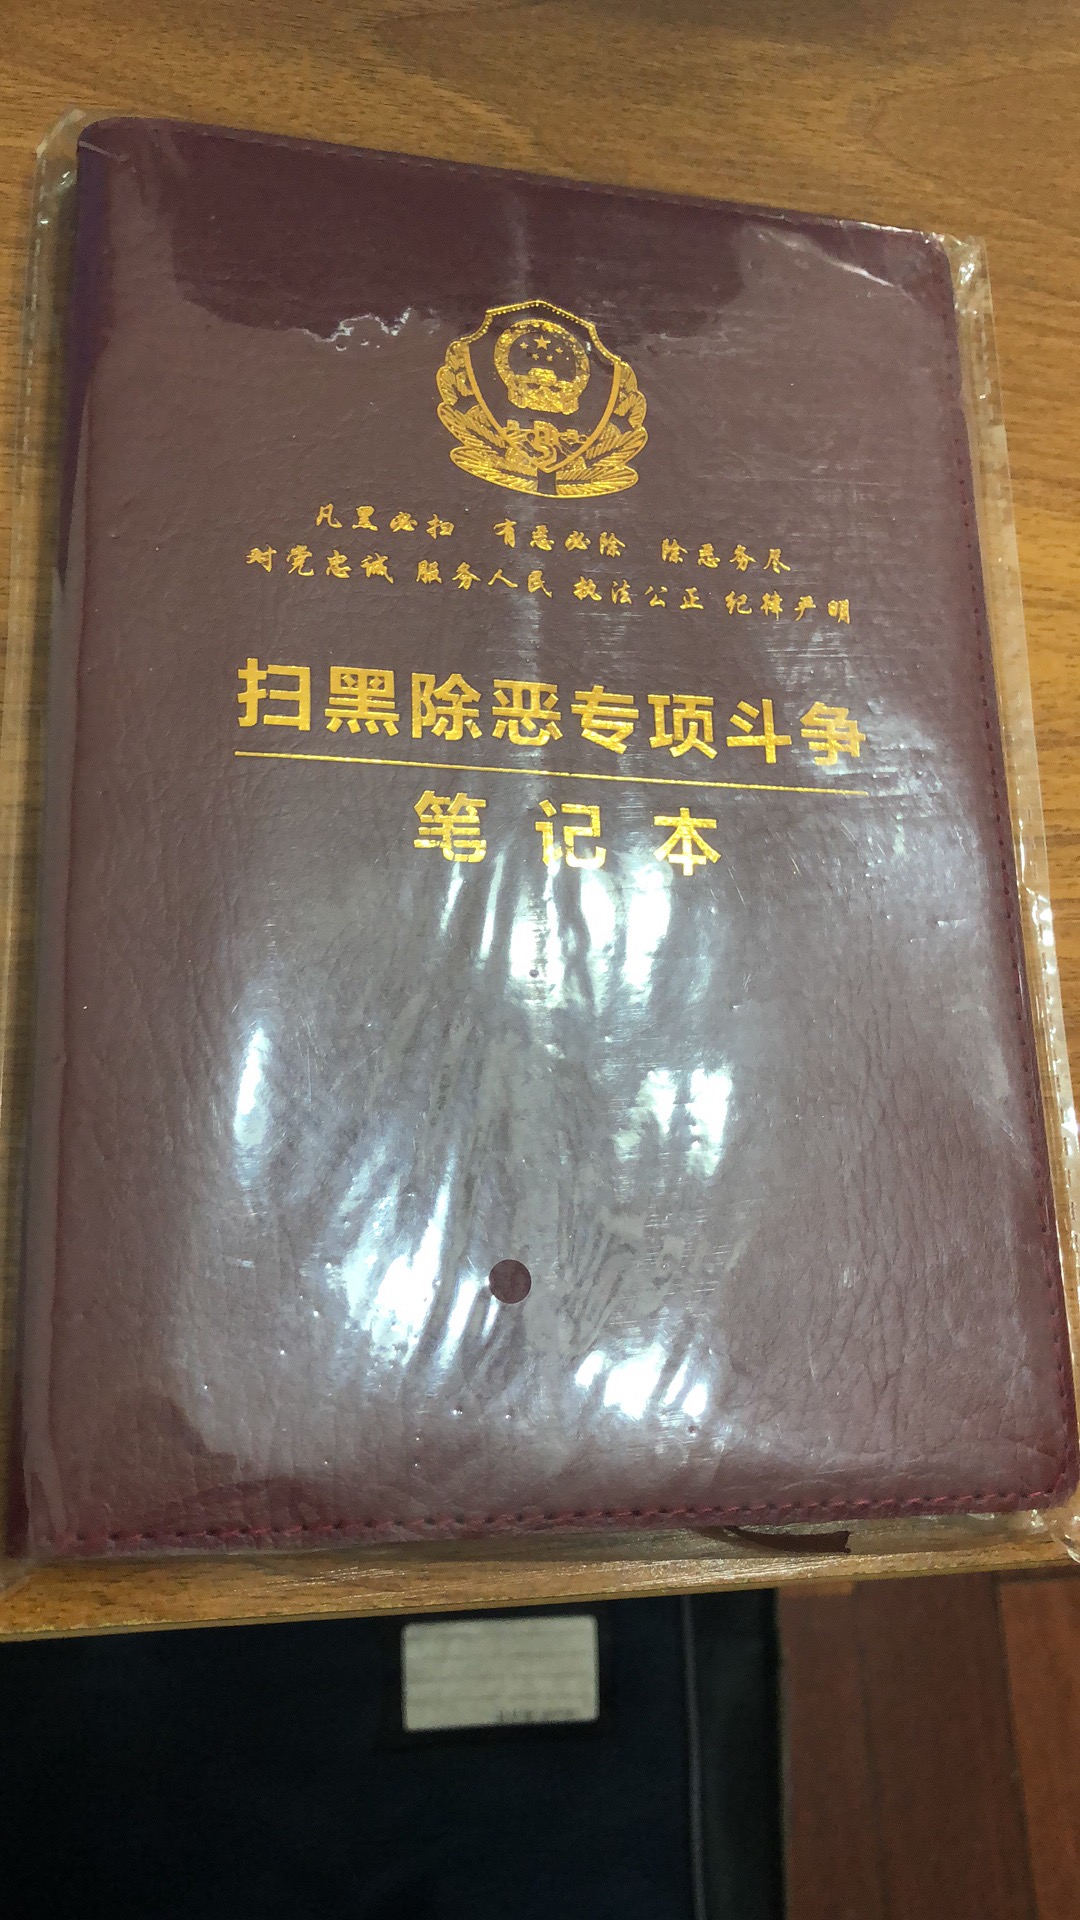 凡黑必扫 有恶必除 除恶务尽
对党忠诚 服务人民 执法公正 纪律严明
扫黑除恶专项斗争
笔记本